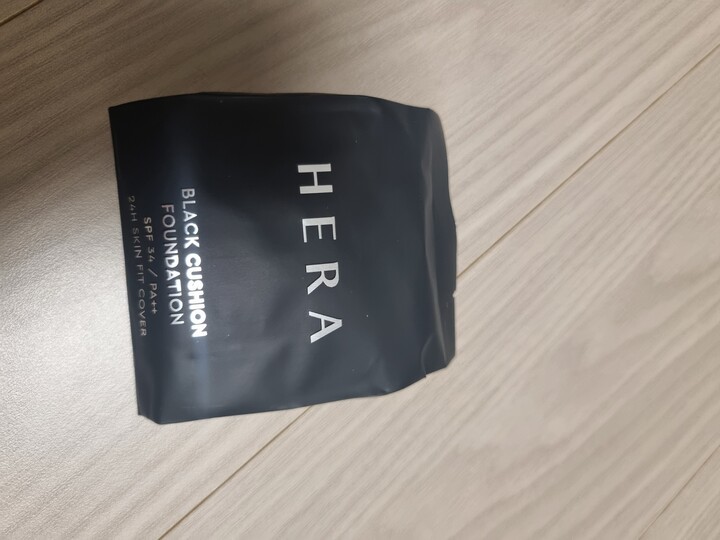 HERA
BLACK CUSHION
FOUNDATION
SPF 34 / PA++
24H SKIN FIT COVER